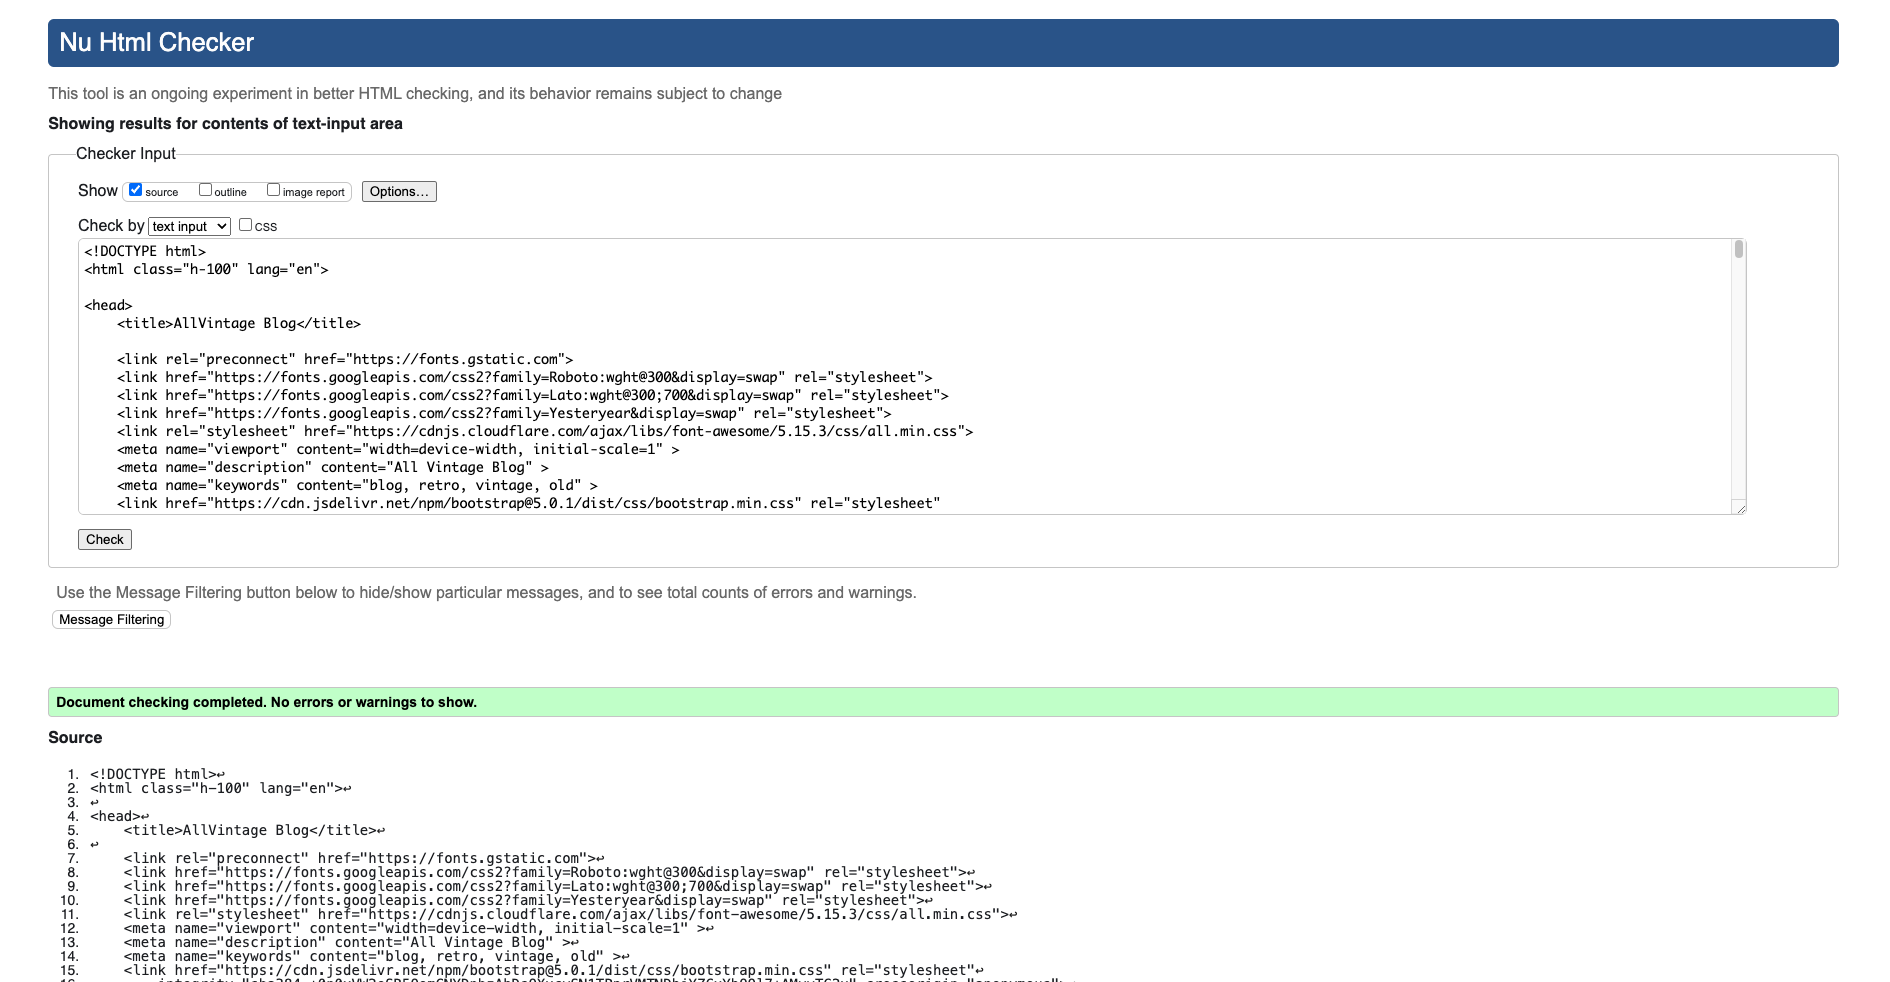 Nu Html Checker
This tool is an ongoing experiment in better HTML checking, and its behavior remains subject to change
Showing results for contents of text-input area
Checker Input
Show source outline image report Options...
Check by text input CSS
<!DOCTYPE html>
<html class="h-100" lang="en">
<head>
    <title>AllVintage Blog</title>
    <link rel="preconnect" href="https://fonts.gstatic.com">
    <link href="https://fonts.googleapis.com/css2?family=Roboto:wght@300&display=swap" rel="stylesheet">
    <link href="https://fonts.googleapis.com/css2?family=Lato:wght@300;700&display=swap" rel="stylesheet">
    <link href="https://fonts.googleapis.com/css2?family=Yesteryear&display=swap" rel="stylesheet">
    <link rel="stylesheet" href="https://cdnjs.cloudflare.com/ajax/libs/font-awesome/5.15.3/css/all.min.css">
    <meta name="viewport" content="width=device-width, initial-scale=1" >
    <meta name="description" content="All Vintage Blog" >
    <meta name="keywords" content="blog, retro, vintage, old" >
    <link href="https://cdn.jsdelivr.net/npm/bootstrap@5.0.1/dist/css/bootstrap.min.css" rel="stylesheet"
Check
Use the Message Filtering button below to hide/show particular messages, and to see total counts of errors and warnings.
Message Filtering
Document checking completed. No errors or warnings to show.
Source
1. <!DOCTYPE html>↩
2. <html class="h-100" lang="en">↩
3. ↩
4. <head>↩
5.     <title>AllVintage Blog</title>↩
6. ↩
7.     <link rel="preconnect" href="https://fonts.gstatic.com">↩
8.     <link href="https://fonts.googleapis.com/css2?family=Roboto:wght@300&display=swap" rel="stylesheet">↩
9.     <link href="https://fonts.googleapis.com/css2?family=Lato:wght@300;700&display=swap" rel="stylesheet">↩
10.     <link href="https://fonts.googleapis.com/css2?family=Yesteryear&display=swap" rel="stylesheet">↩
11.     <link rel="stylesheet" href="https://cdnjs.cloudflare.com/ajax/libs/font-awesome/5.15.3/css/all.min.css">↩
12.     <meta name="viewport" content="width=device-width, initial-scale=1" >↩
13.     <meta name="description" content="All Vintage Blog" >↩
14.     <meta name="keywords" content="blog, retro, vintage, old" >↩
15.     <link href="https://cdn.jsdelivr.net/npm/bootstrap@5.0.1/dist/css/bootstrap.min.css" rel="stylesheet"↩